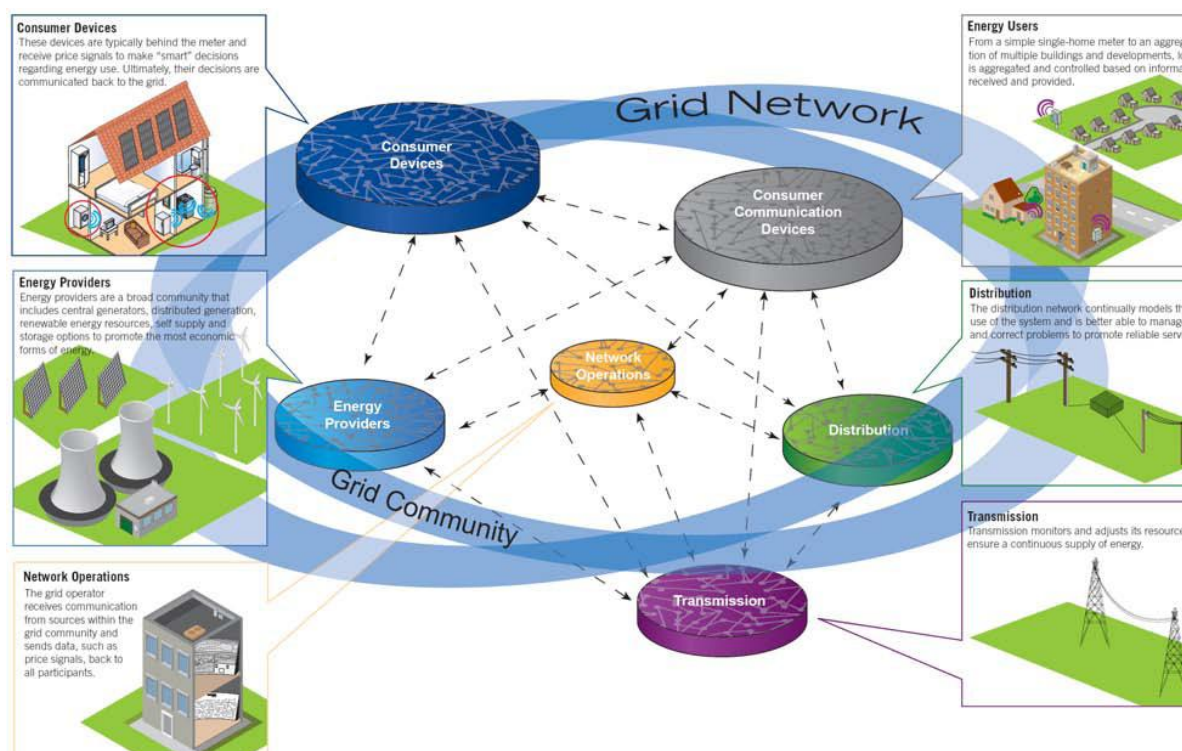 Consumer Devices
These devices are typically behind the meter and
receive price signals to make “smart” decisions
regarding energy use. Ultimately, their decisions are
communicated back to the grid.
Energy Users
From a simple single-home meter to an aggreg
tion of multiple buildings and developments, lo
is aggregated and controlled based on informa
received and provided.
Grid Network
Consumer
Devices
Consumer
Communication
Devices
Energy Providers
Energy providers are a broad community that
includes central generators, distributed generation,
renewable energy resources, self supply and
storage options to promote the most economic
forms of energy.
Distribution
The distribution network continually models th
use of the system and is better able to manage
and correct problems to promote reliable serv
Network
Operations
Energy
Providers
Distribution
Grid Community
Transmission
Transmission
Transmission monitors and adjusts its resource
ensure a continuous supply of energy.
Network Operations
The grid operator
receives communication
from sources within the
grid community and
sends data, such as
price signals, back to
all participants.